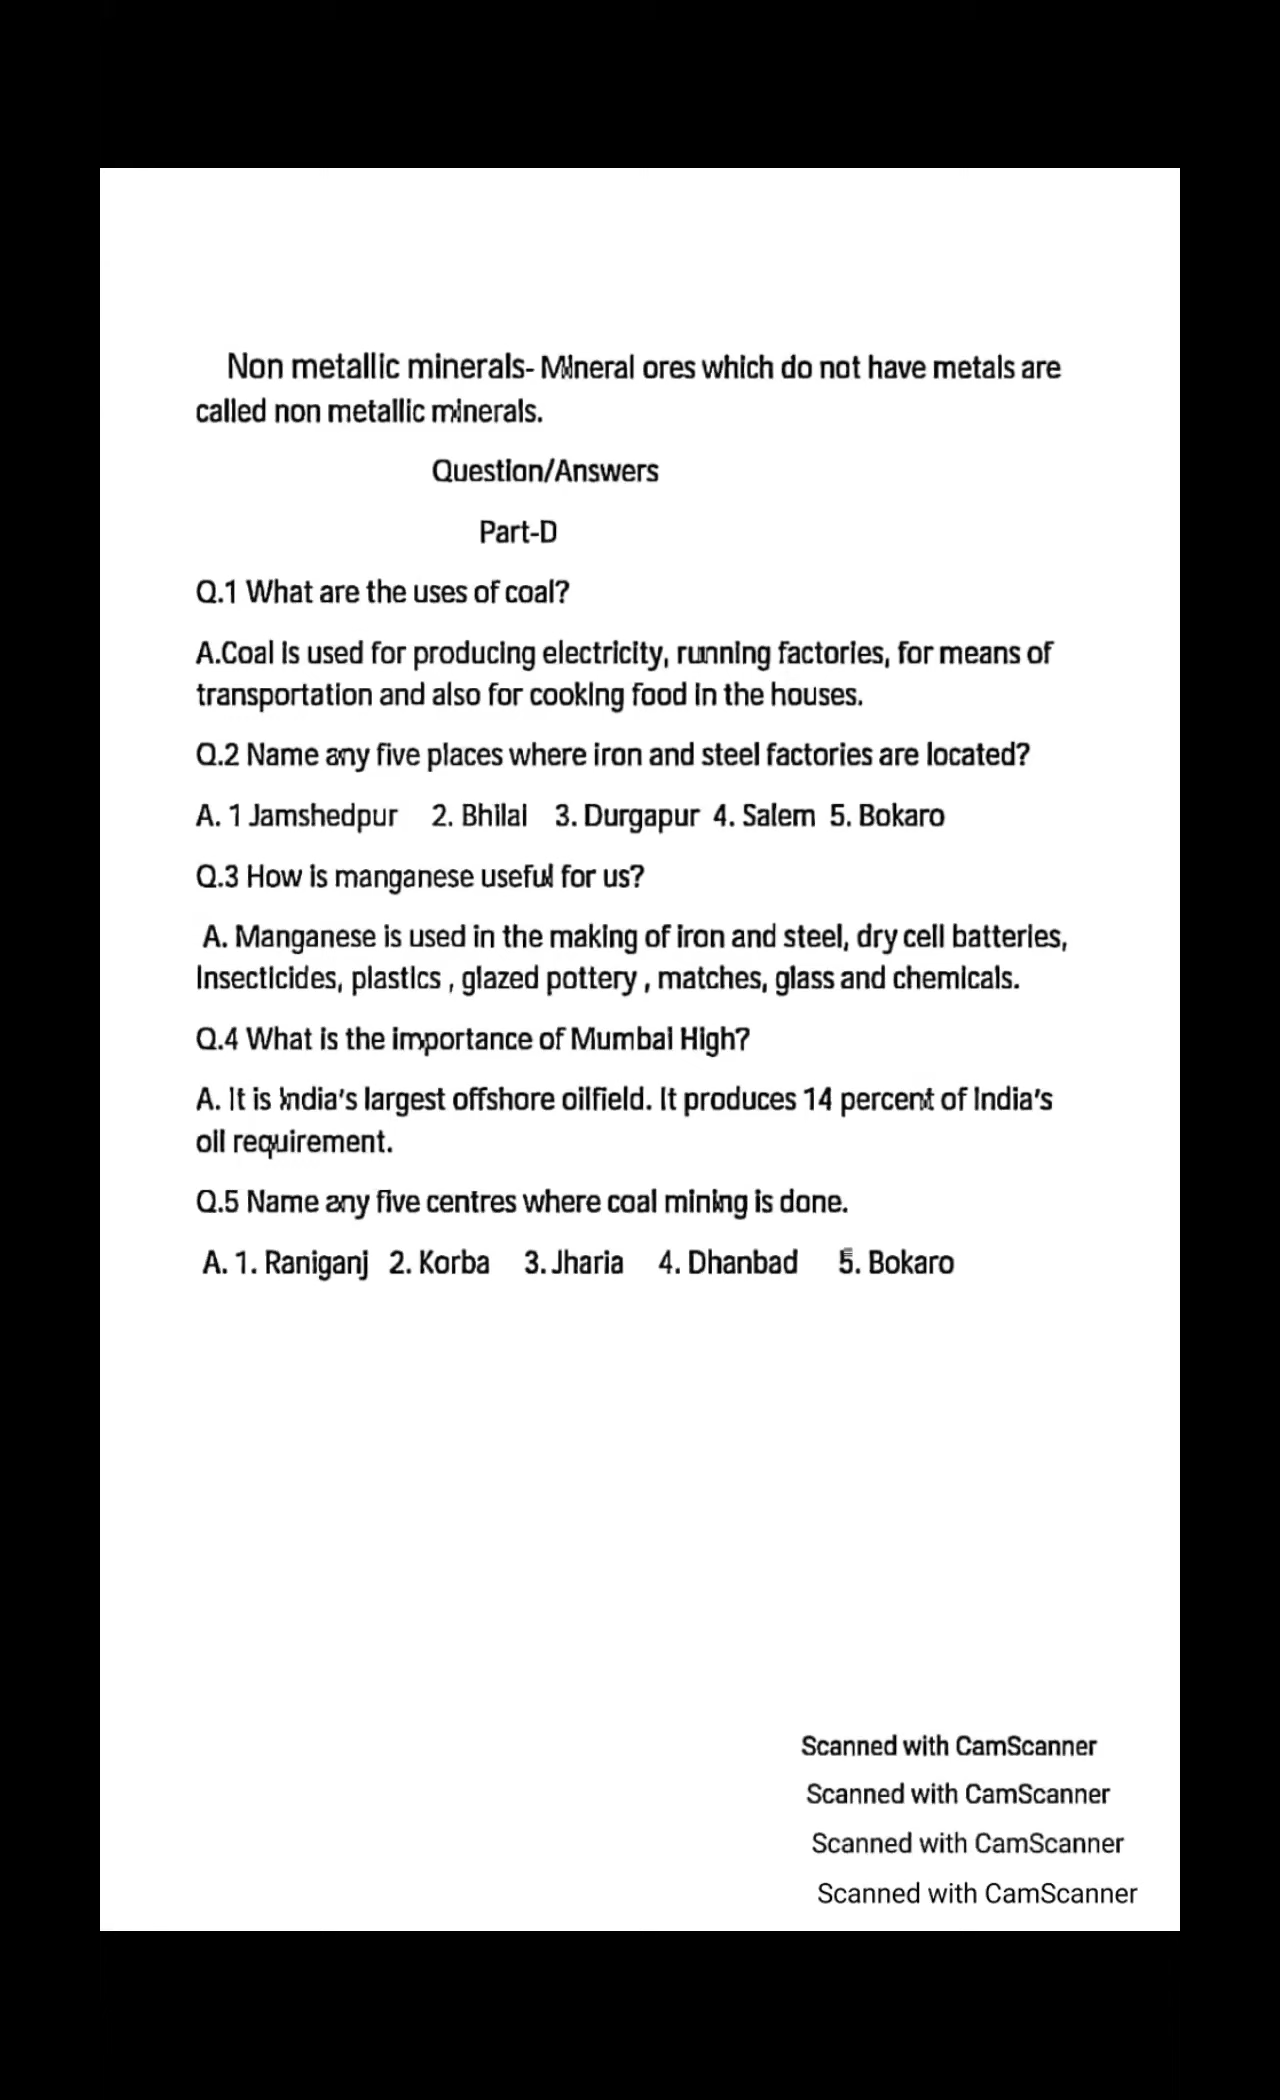 Non metallic minerals- Mineral ores which do not have metals are
called non metallic minerals.
Question/Answers
Part-D
Q.1 What are the uses of coal?
A.Coal is used for producing electricity, running factories, for means of
transportation and also for cooking food in the houses.
Q.2 Name any five places where iron and steel factories are located?
A. 1 Jamshedpur 2. Bhilai 3. Durgapur 4. Salem 5. Bokaro
Q.3 How is manganese useful for us?
A. Manganese is used in the making of iron and steel, dry cell batteries,
insecticides, plastics , glazed pottery , matches, glass and chemicals.
Q.4 What is the importance of Mumbai High?
A. It is India's largest offshore oilfield. It produces 14 percent of India's
oil requirement.
Q.5 Name any five centres where coal mining is done.
A. 1. Raniganj 2. Korba 3. Jharia 4. Dhanbad 5. Bokaro
Scanned with CamScanner
Scanned with CamScanner
Scanned with CamScanner
Scanned with CamScanner